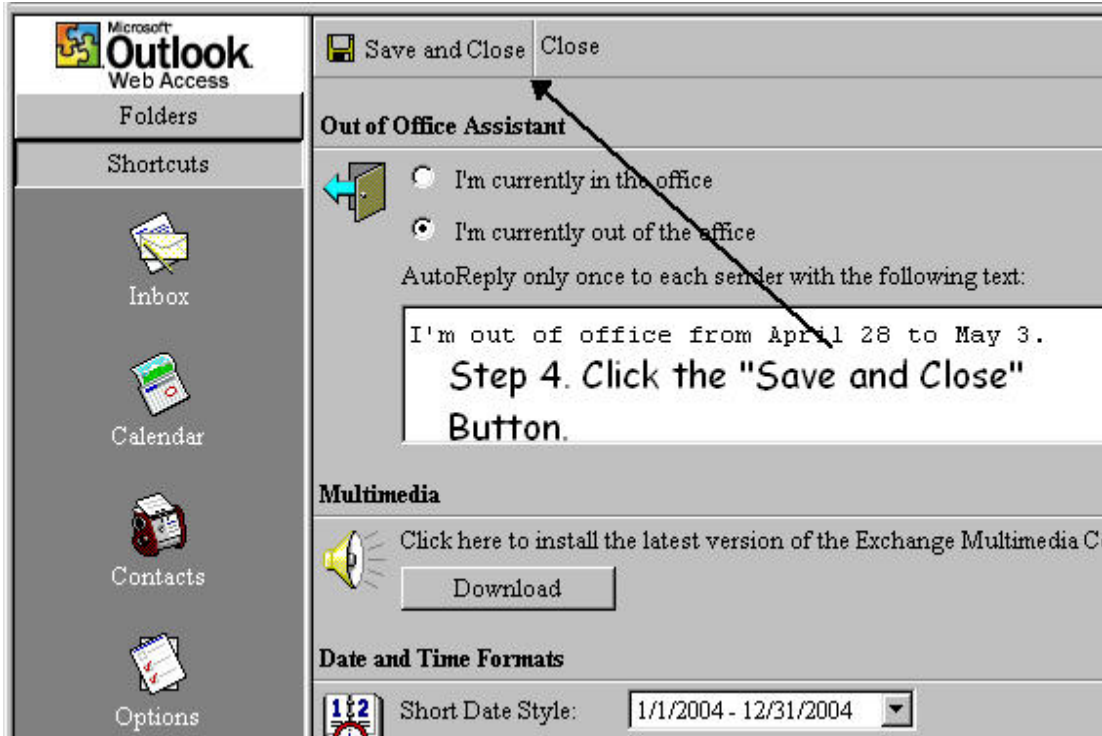 Microsoft
Outlook
Web Access
Folders
Shortcuts
Inbox
Calendar
Contacts
Options
Save and Close Close
Out of Office Assistant
I'm currently in the office
I'm currently out of the office
AutoReply only once to each sender with the following text:
I'm out of office from April 28 to May 3.
Step 4. Click the "Save and Close"
Button.
Multimedia
Click here to install the latest version of the Exchange Multimedia
Download
Date and Time Formats
12
Short Date Style: 1/1/2004 - 12/31/2004